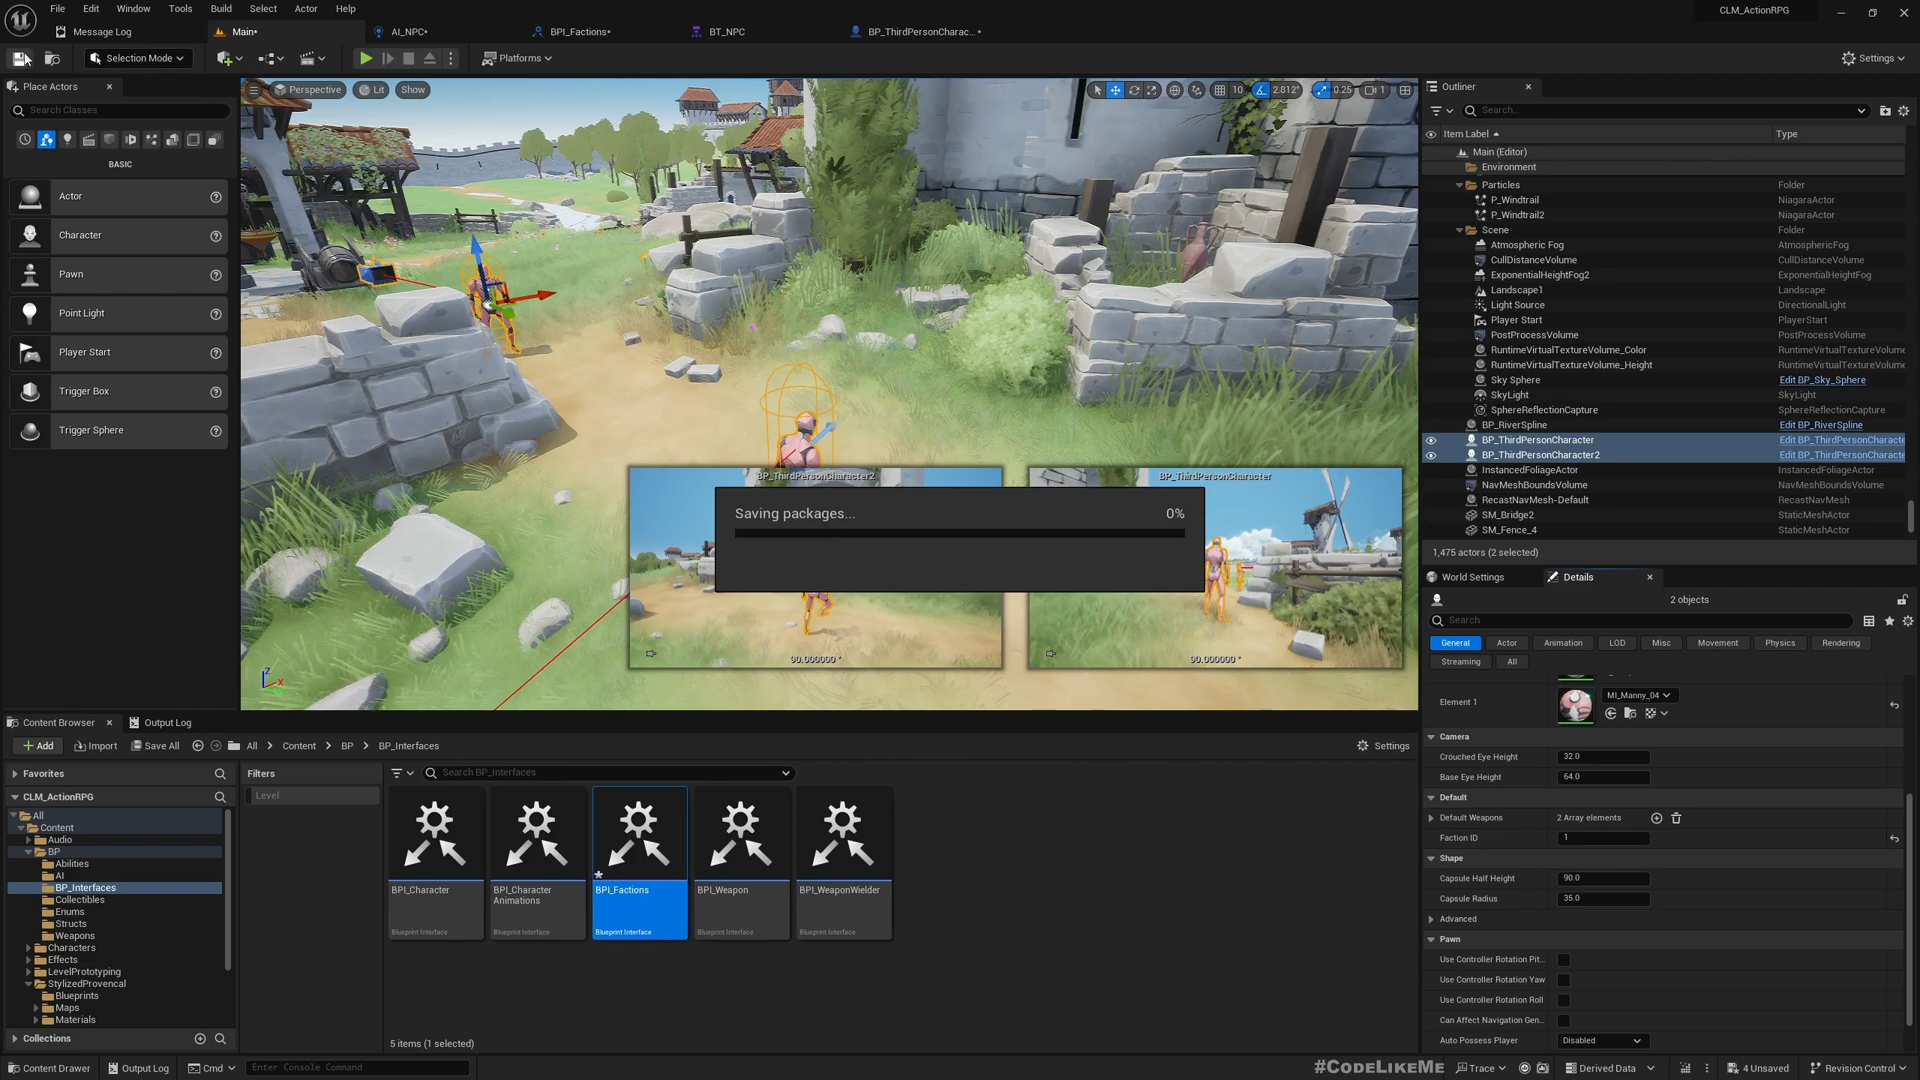 File Edit Window Tools Build Select Actor Help
CLM_ActionRPG
Message Log
Main•
AI_NPC•
BPI_Factions•
BT_NPC
BP_ThirdPersonCharac... •
Selection Mode
Platforms
Settings
Place Actors
Search Classes
BASIC
Actor
Character
Pawn
Point Light
Player Start
Trigger Box
Trigger Sphere
Perspective Lit Show
10 2.812° 0.25 1
BP_ThirdPersonCharacter2
BP_ThirdPersonCharacter
Saving packages... 0%
90.000000 °
90.000000 °
Outliner
Search...
Item Label Type
Main (Editor)
Environment
Particles Folder
P_Windtrail NiagaraActor
P_Windtrail2 NiagaraActor
Scene Folder
Atmospheric Fog AtmosphericFog
CullDistanceVolume CullDistanceVolume
ExponentialHeightFog2 ExponentialHeightFog
Landscape1 Landscape
Light Source DirectionalLight
Player Start PlayerStart
PostProcessVolume PostProcessVolume
RuntimeVirtualTextureVolume_Color RuntimeVirtualTextureVolume
RuntimeVirtualTextureVolume_Height RuntimeVirtualTextureVolume
Sky Sphere Edit BP_Sky_Sphere
SkyLight SkyLight
SphereReflectionCapture SphereReflectionCapture
BP_RiverSpline Edit BP_RiverSpline
BP_ThirdPersonCharacter Edit BP_ThirdPersonCharacte
BP_ThirdPersonCharacter2 Edit BP_ThirdPersonCharacte
InstancedFoliageActor InstancedFoliageActor
NavMeshBoundsVolume NavMeshBoundsVolume
RecastNavMesh-Default RecastNavMesh
SM_Bridge2 StaticMeshActor
SM_Fence_4 StaticMeshActor
1,475 actors (2 selected)
World Settings Details
2 objects
Search
General Actor Animation LOD Misc Movement Physics Rendering
Streaming All
Element 1 MI_Manny_04
Camera
Crouched Eye Height 32.0
Base Eye Height 64.0
Default
Default Weapons 2 Array elements
Faction ID 1
Shape
Capsule Half Height 90.0
Capsule Radius 35.0
Advanced
Pawn
Use Controller Rotation Pit...
Use Controller Rotation Yaw
Use Controller Rotation Roll
Can Affect Navigation Gen...
Auto Possess Player Disabled
Content Browser Output Log
Add Import Save All All Content BP BP_Interfaces Settings
Favorites
CLM_ActionRPG
All
Content
Audio
BP
Abilities
AI
BP_Interfaces
Collectibles
Enums
Structs
Weapons
Characters
Effects
LevelPrototyping
StylizedProvencal
Blueprints
Maps
Materials
Collections
Filters
Level
Search BP_Interfaces
BPI_Character
Blueprint Interface
BPI_Character
Animations
Blueprint Interface
BPI_Factions
Blueprint Interface
BPI_Weapon
Blueprint Interface
BPI_WeaponWielder
Blueprint Interface
5 items (1 selected)
Content Drawer Output Log Cmd Enter Console Command
#CodeLikeMe
Trace Derived Data 4 Unsaved Revision Control